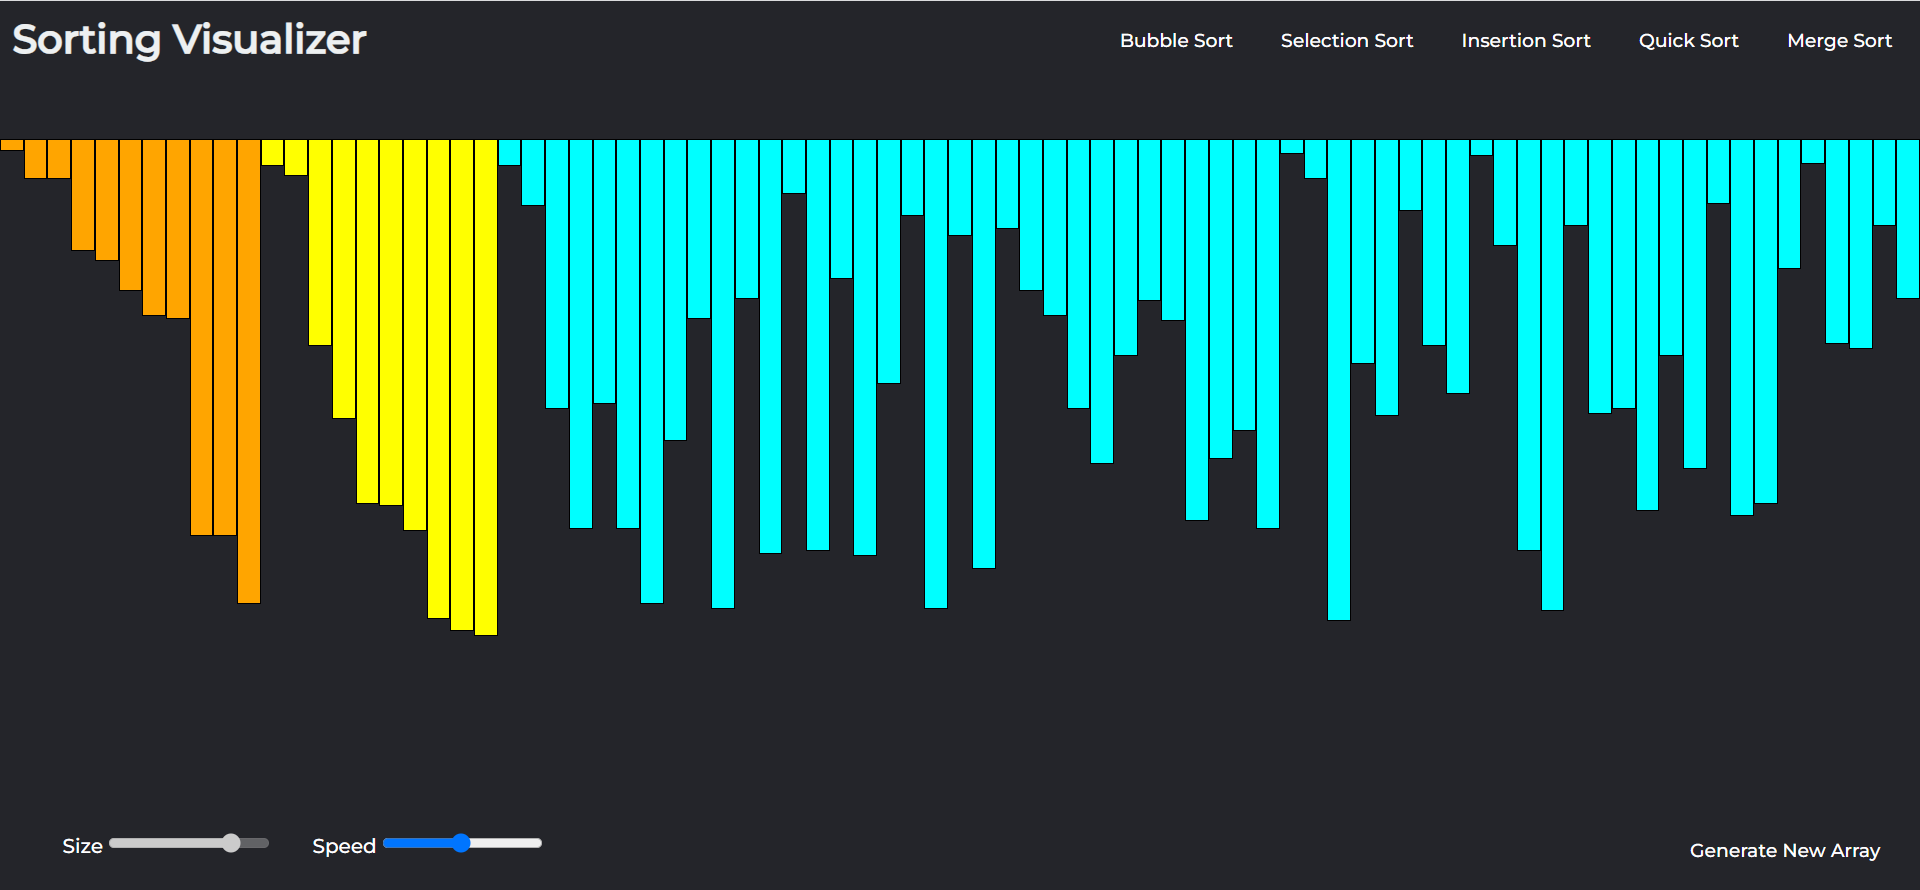 Sorting Visualizer
Bubble Sort
Selection Sort
Insertion Sort
Quick Sort
Merge Sort
Size
Speed
Generate New Array